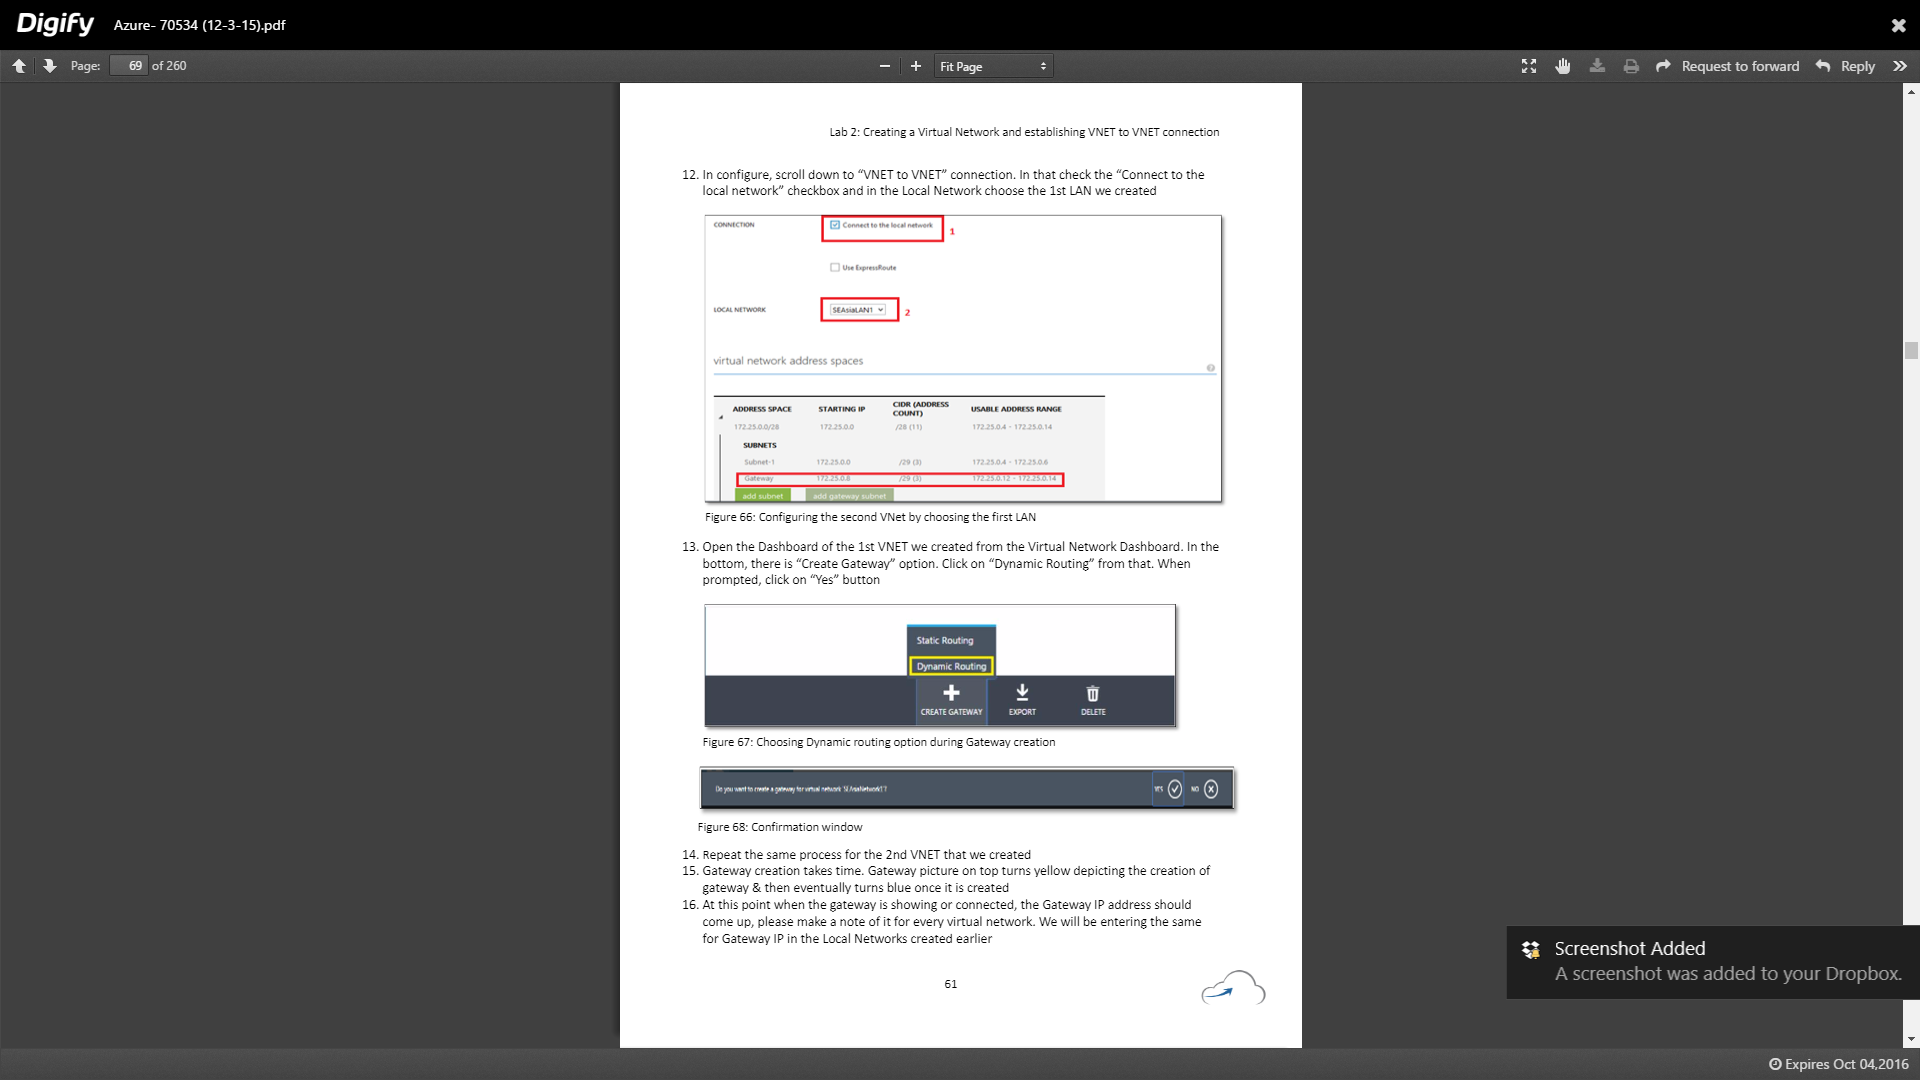 Digify Azure- 70534 (12-3-15).pdf
Page: 69 of 260 Fit Page Request to forward Reply
Lab 2: Creating a Virtual Network and establishing VNET to VNET connection
12. In configure, scroll down to “VNET to VNET” connection. In that check the “Connect to the
local network” checkbox and in the Local Network choose the 1st LAN we created
CONNECTION Connect to the local network 1
Use ExpressRoute
LOCAL NETWORK SEAsiaLAN1 2
virtual network address spaces
ADDRESS SPACE STARTING IP CIDR (ADDRESS COUNT) USABLE ADDRESS RANGE
172.25.0.0/28 172.25.0.0 /28 (11) 172.25.0.4 - 172.25.0.14
SUBNETS
Subnet-1 172.25.0.0 /29 (3) 172.25.0.4 - 172.25.0.6
Gateway 172.25.0.8 /29 (3) 172.25.0.12 - 172.25.0.14
add subnet add gateway subnet
Figure 66: Configuring the second VNet by choosing the first LAN
13. Open the Dashboard of the 1st VNET we created from the Virtual Network Dashboard. In the
bottom, there is “Create Gateway” option. Click on “Dynamic Routing” from that. When
prompted, click on “Yes” button
Static Routing
Dynamic Routing
CREATE GATEWAY EXPORT DELETE
Figure 67: Choosing Dynamic routing option during Gateway creation
Do you want to create a gateway for virtual network 'SEAsiaNetwork1'? YES NO
Figure 68: Confirmation window
14. Repeat the same process for the 2nd VNET that we created
15. Gateway creation takes time. Gateway picture on top turns yellow depicting the creation of
gateway & then eventually turns blue once it is created
16. At this point when the gateway is showing or connected, the Gateway IP address should
come up, please make a note of it for every virtual network. We will be entering the same
for Gateway IP in the Local Networks created earlier
61
Screenshot Added
A screenshot was added to your Dropbox.
Expires Oct 04,2016